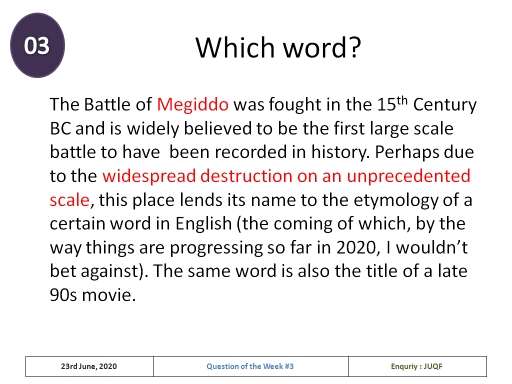 03
Which word?
The Battle of Megiddo was fought in the 15th Century
BC and is widely believed to be the first large scale
battle to have  been recorded in history. Perhaps due
to the widespread destruction on an unprecedented
scale, this place lends its name to the etymology of a
certain word in English (the coming of which, by the
way things are progressing so far in 2020, I wouldn't
bet against). The same word is also the title of a late
90s movie.
23rd June, 2020 Question of the Week #3 Enquriy : JUQF